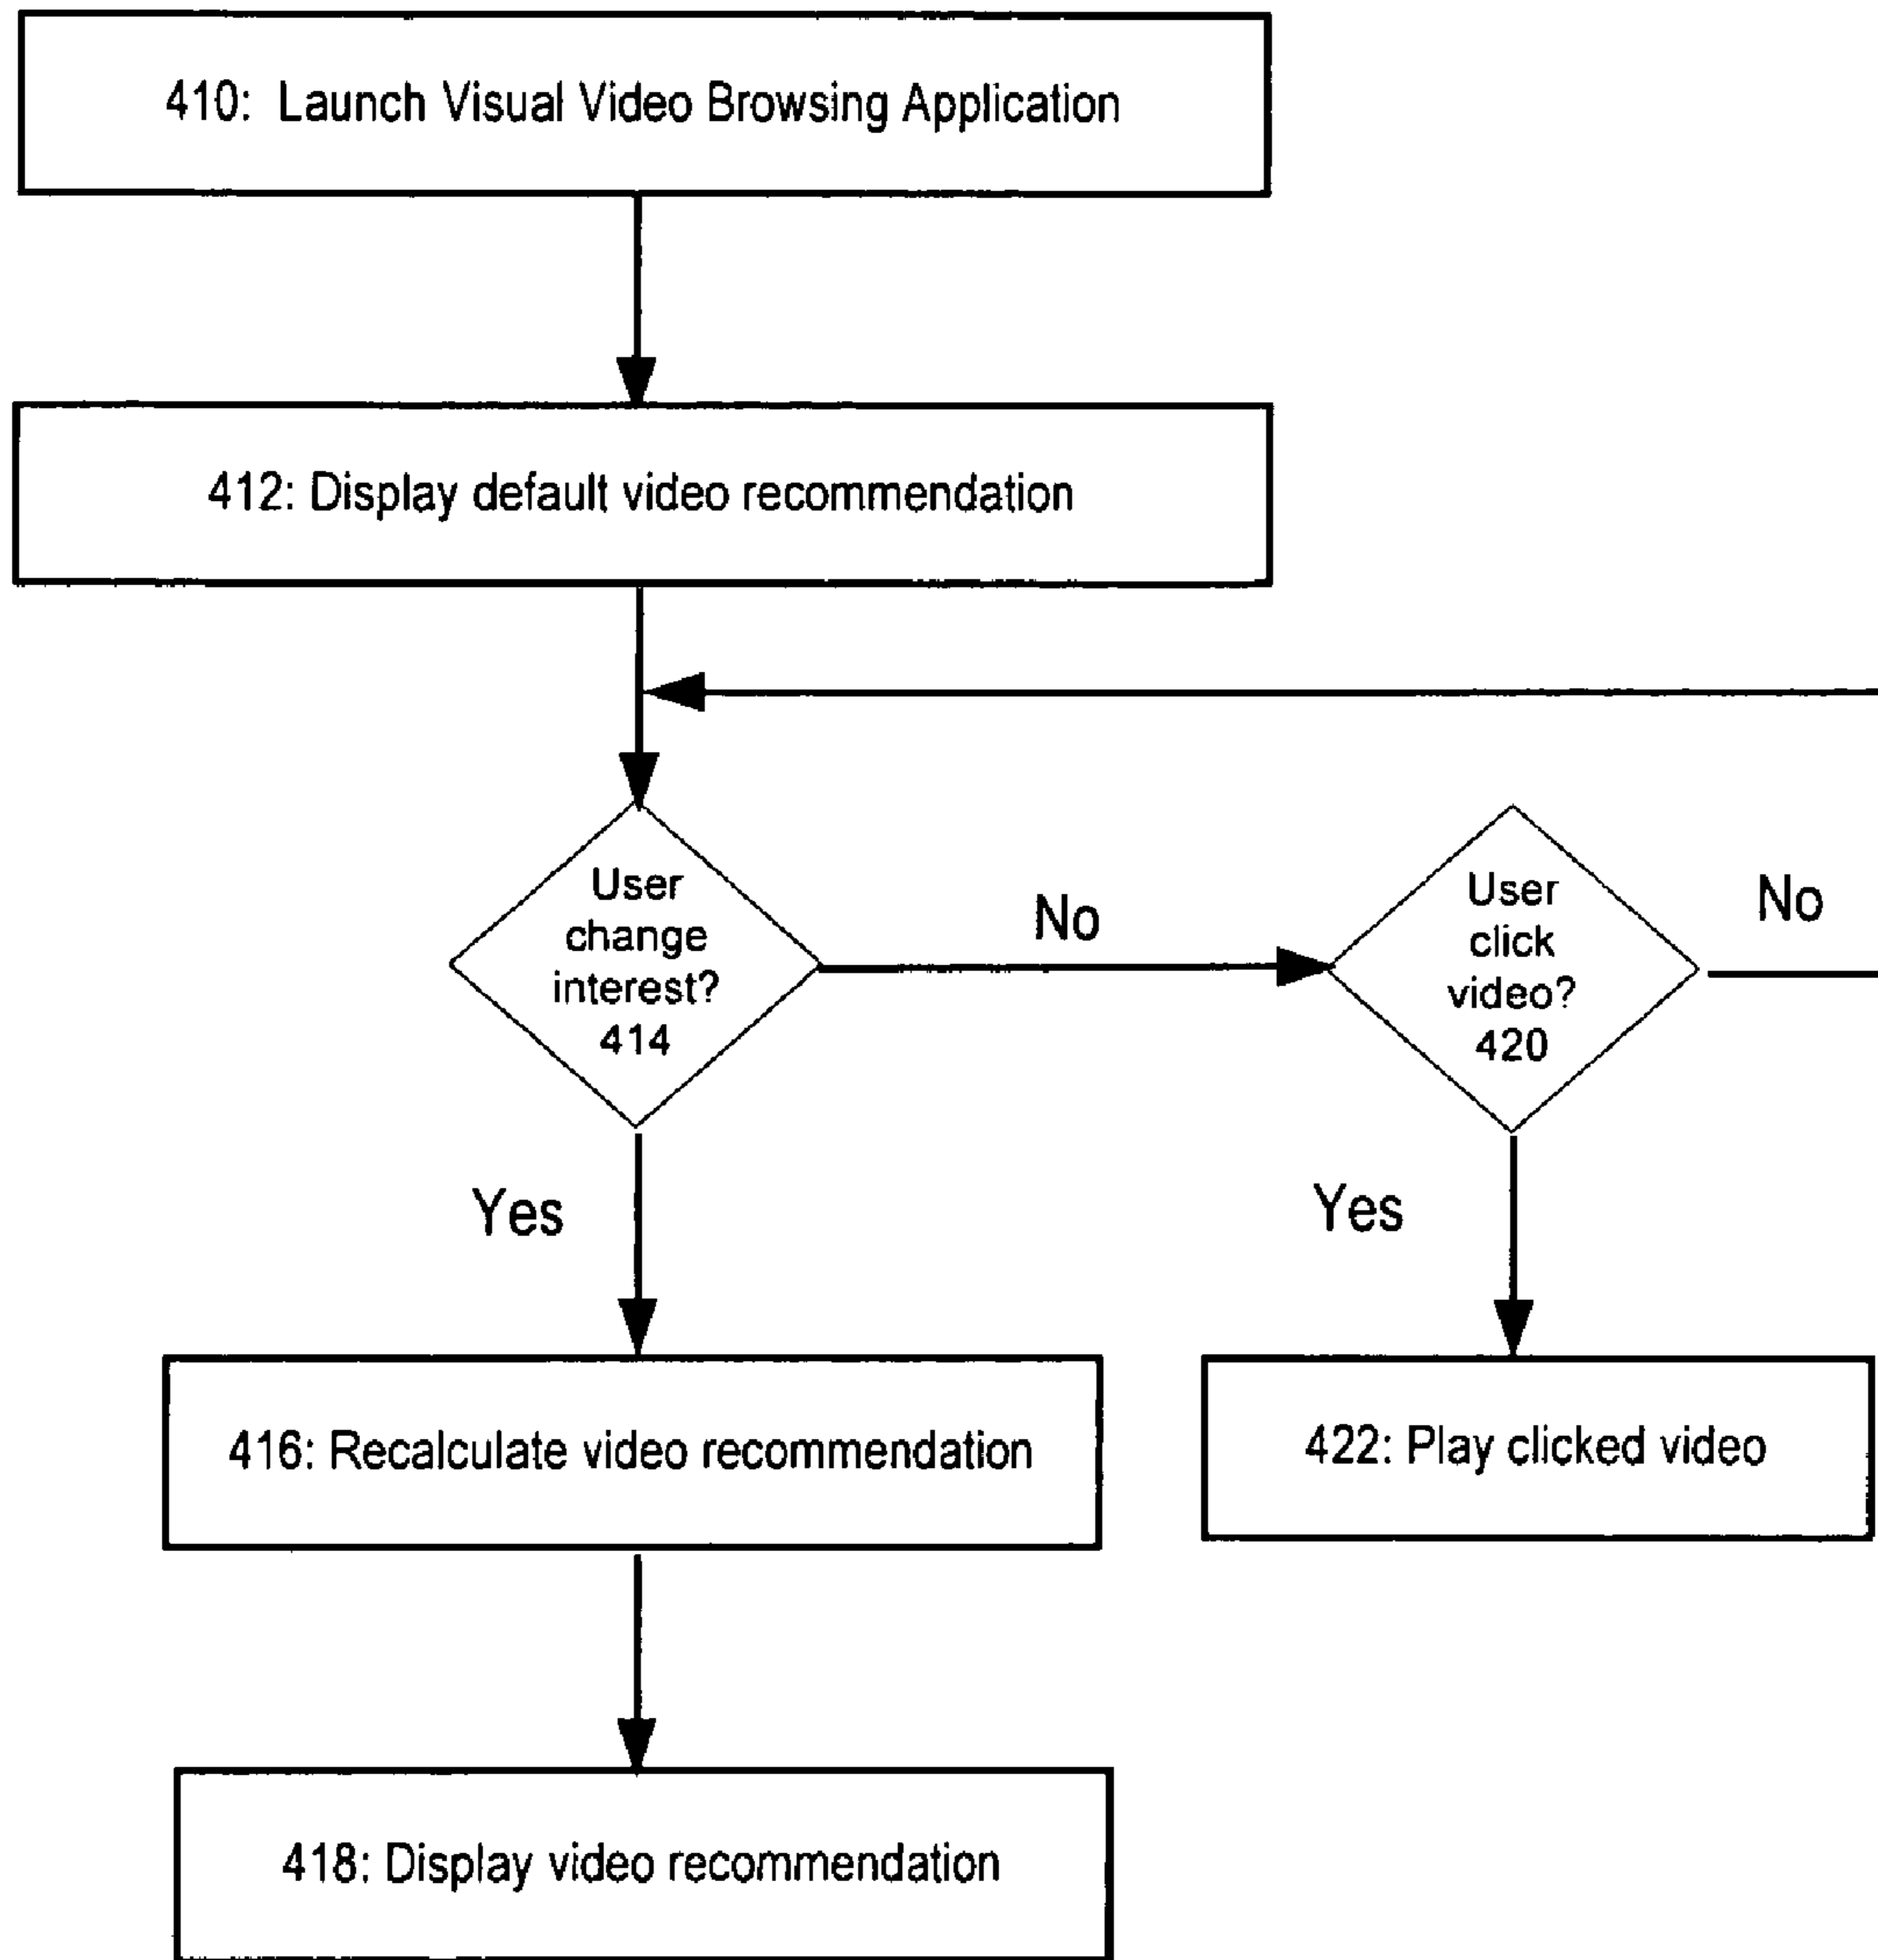 410: Launch Visual Video Browsing Application
412: Display default video recommendation
User
change
interest?
414
No
User
click
video?
420
No
Yes
Yes
416: Recalculate video recommendation
422: Play clicked video
418: Display video recommendation